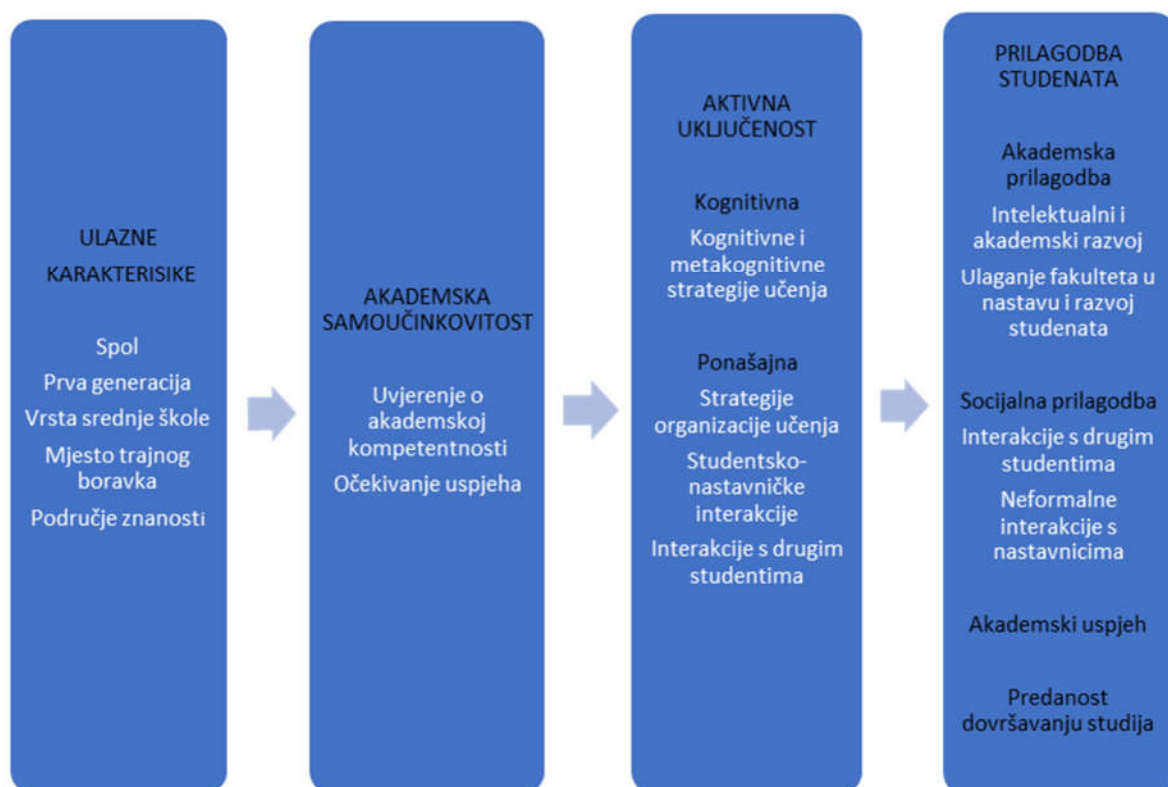 ULAZNE
KARAKTERISIKE
Spol
Prva generacija
Vrsta srednje škole
Mjesto trajnog
boravka
Područje znanosti
AKADEMSKA
SAMOUČINKOVITOST
Uvjerenje o
akademskoj
kompetentnosti
Očekivanje uspjeha
AKTIVNA
UKLJUČENOST
Kognitivna
Kognitivne i
metakognitivne
strategije učenja
Ponašajna
Strategije
organizacije učenja
Studentsko-
nastavničke
interakcije
Interakcije s drugim
studentima
PRILAGODBA
STUDENATA
Akademska
prilagodba
Intelektualni i
akademski razvoj
Ulaganje fakulteta u
nastavu i razvoj
studenata
Socijalna prilagodba
Interakcije s drugim
studentima
Neformalne
interakcije s
nastavnicima
Akademski uspjeh
Predanost
dovršavanju studija